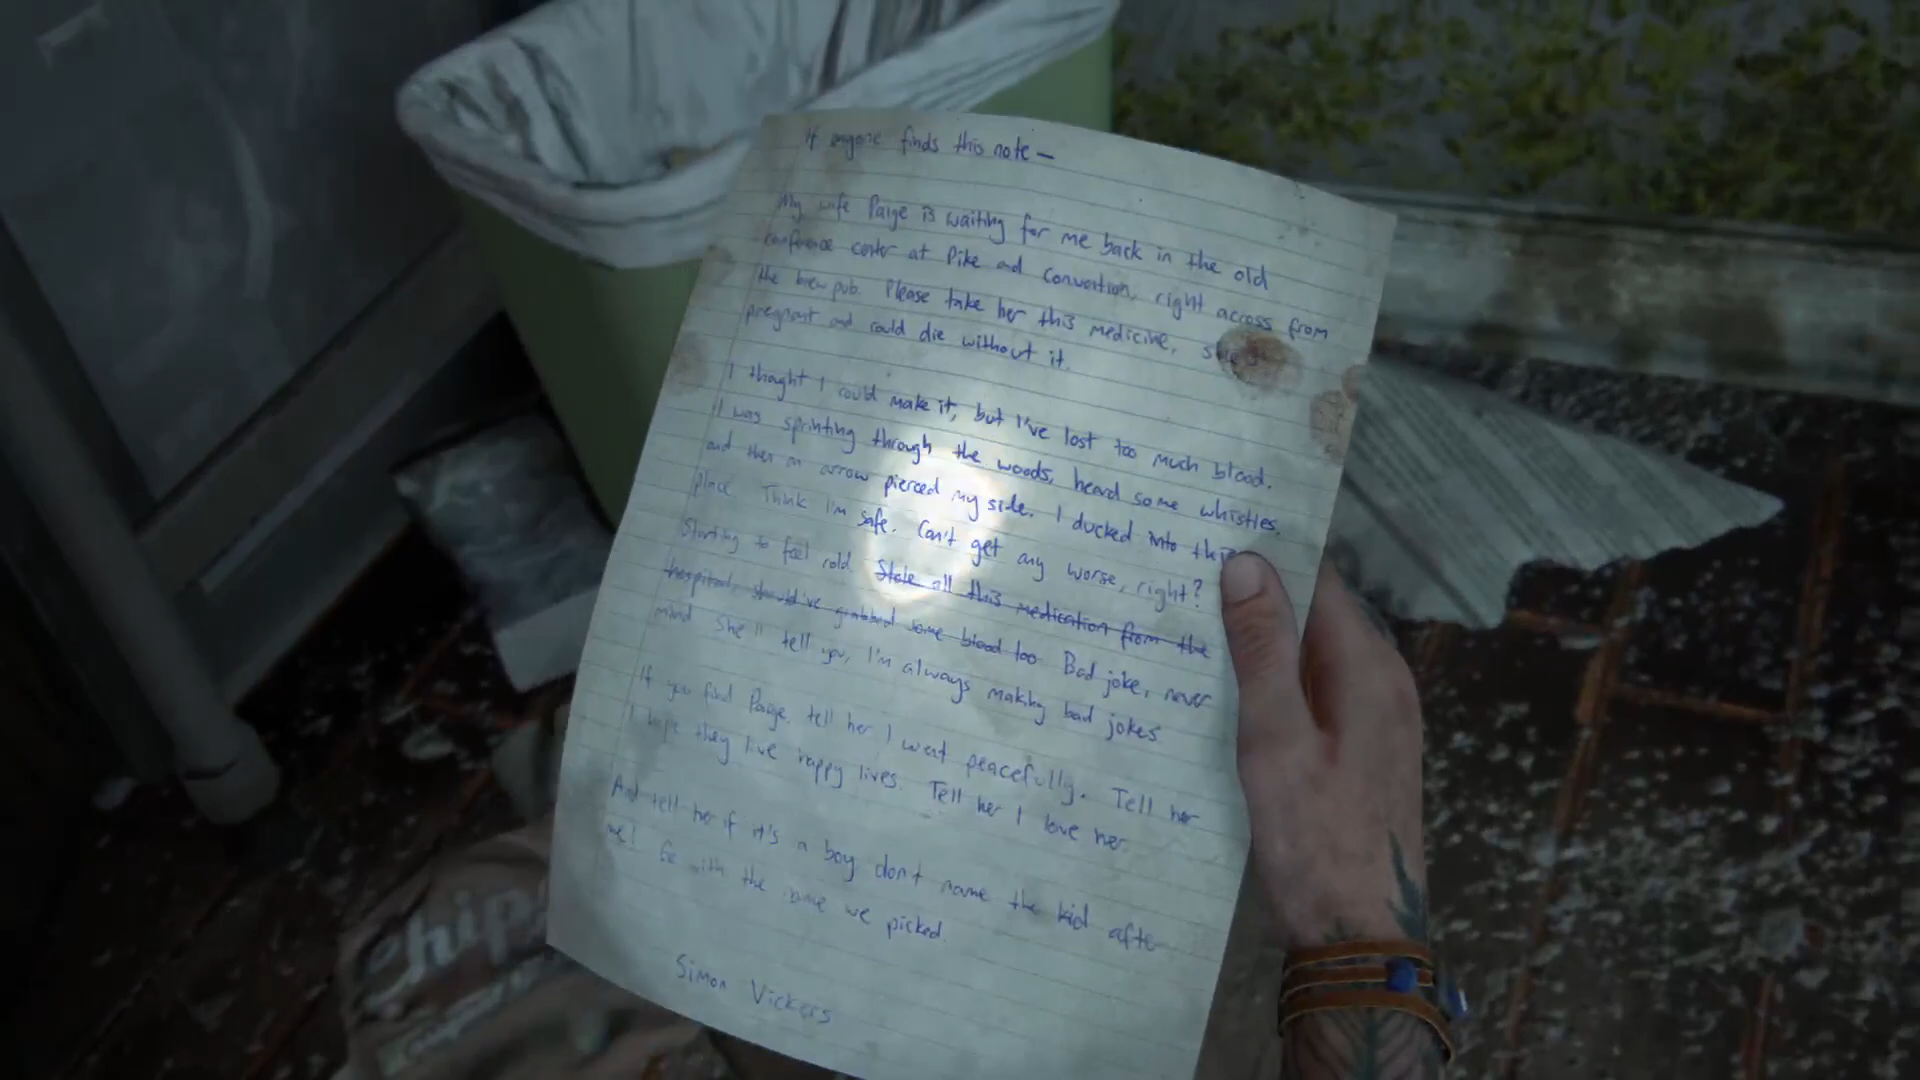 If anyone finds this note—
My wife Paige is waiting for me back in the old
conference center at Pike and Convention, right across from
the brewpub. Please take her this medicine, she's
pregnant and could die without it.
I thought I could make it, but I've lost too much blood.
I was sprinting through the woods, heard some whistles,
and then an arrow pierced my side. I ducked into this
place. Think I'm safe. Can't get any worse, right?
Starting to feel cold. Stole all this medication from the
hospital, should've grabbed some blood too Bad joke, never
mind She'll tell you, I'm always making bad jokes
If you find Paige, tell her I went peacefully. Tell her
I hope they live happy lives. Tell her I love her
And tell her if it's a boy don't name the kid after
me! Go with the name we picked.
Simon Vickers
chips